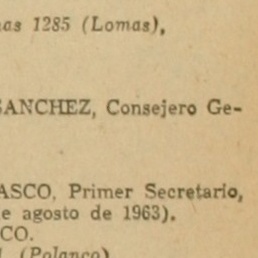 as 1285 (Lomas),
SANCHEZ, Consejero Ge-
ASCO, Primer Secretario,
e agosto de 1963).
CO.
(Polanco)